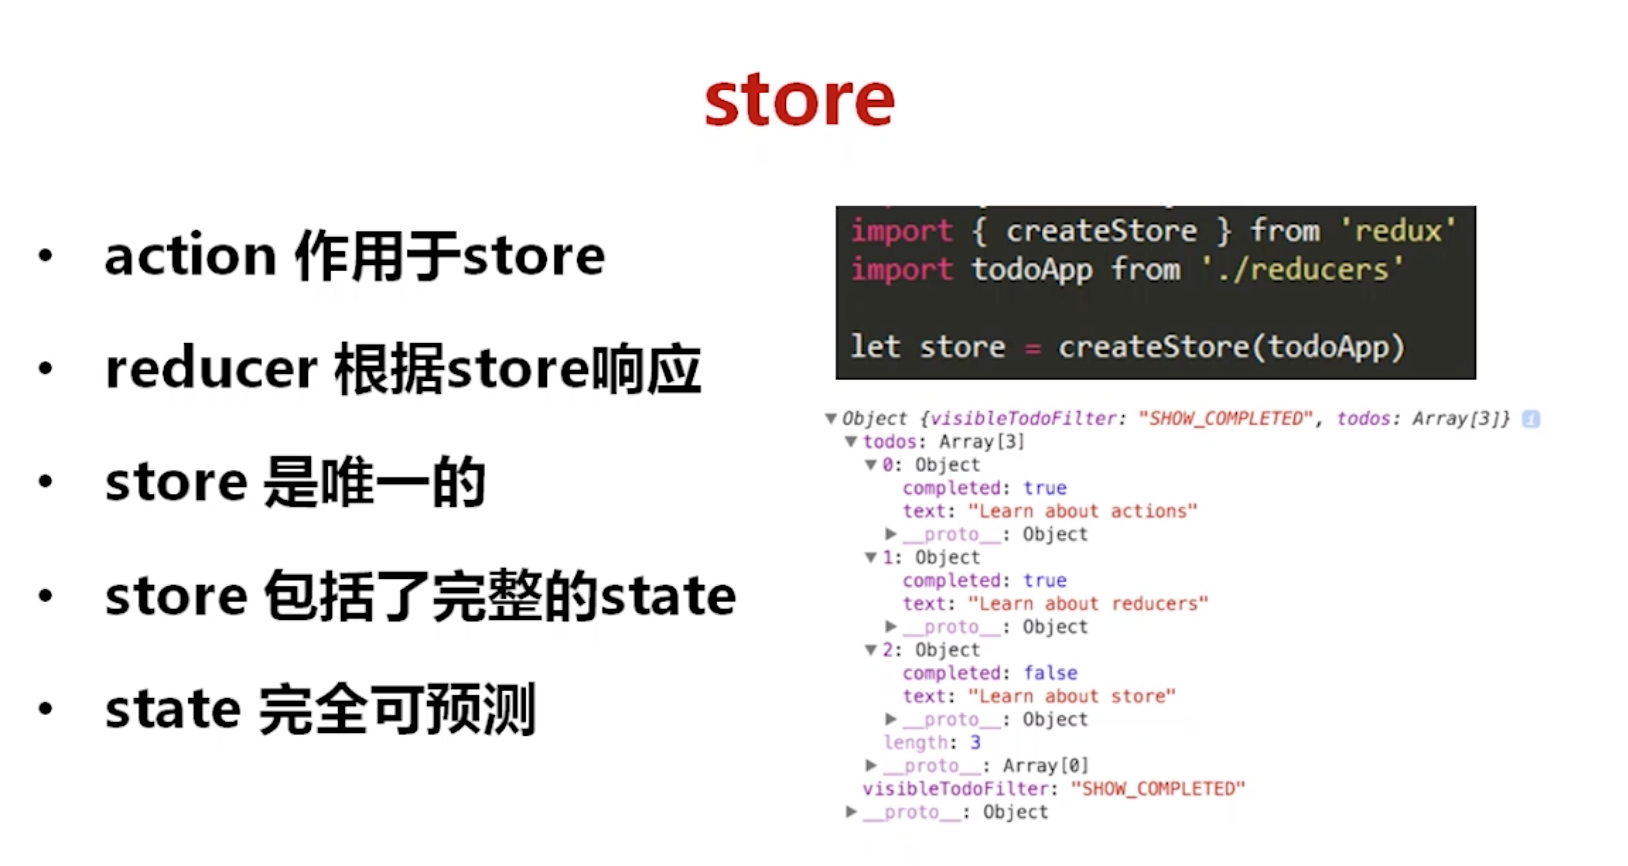 store
• action 作用于store
• reducer 根据store响应
• store 是唯一的
• store 包括了完整的state
• state 完全可预测
import { createStore } from 'redux'
import todoApp from './reducers'
let store = createStore(todoApp)
▼Object {visibleTodoFilter: "SHOW_COMPLETED", todos: Array[3]} i
▼todos: Array[3]
▼0: Object
completed: true
text: "Learn about actions"
▶__proto__: Object
▼1: Object
completed: true
text: "Learn about reducers"
▶__proto__: Object
▼2: Object
completed: false
text: "Learn about store"
▶__proto__: Object
length: 3
▶__proto__: Array[0]
visibleTodoFilter: "SHOW_COMPLETED"
▶__proto__: Object